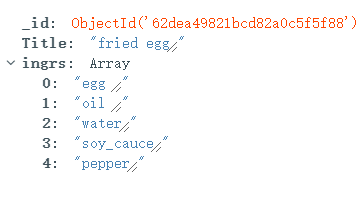 _id: ObjectId('62dea49821bcd82a0c5f5f88')
Title: "fried egg//"
ingrs: Array
0: "egg //"
1: "oil //"
2: "water//"
3: "soy_cauce//"
4: "pepper//"